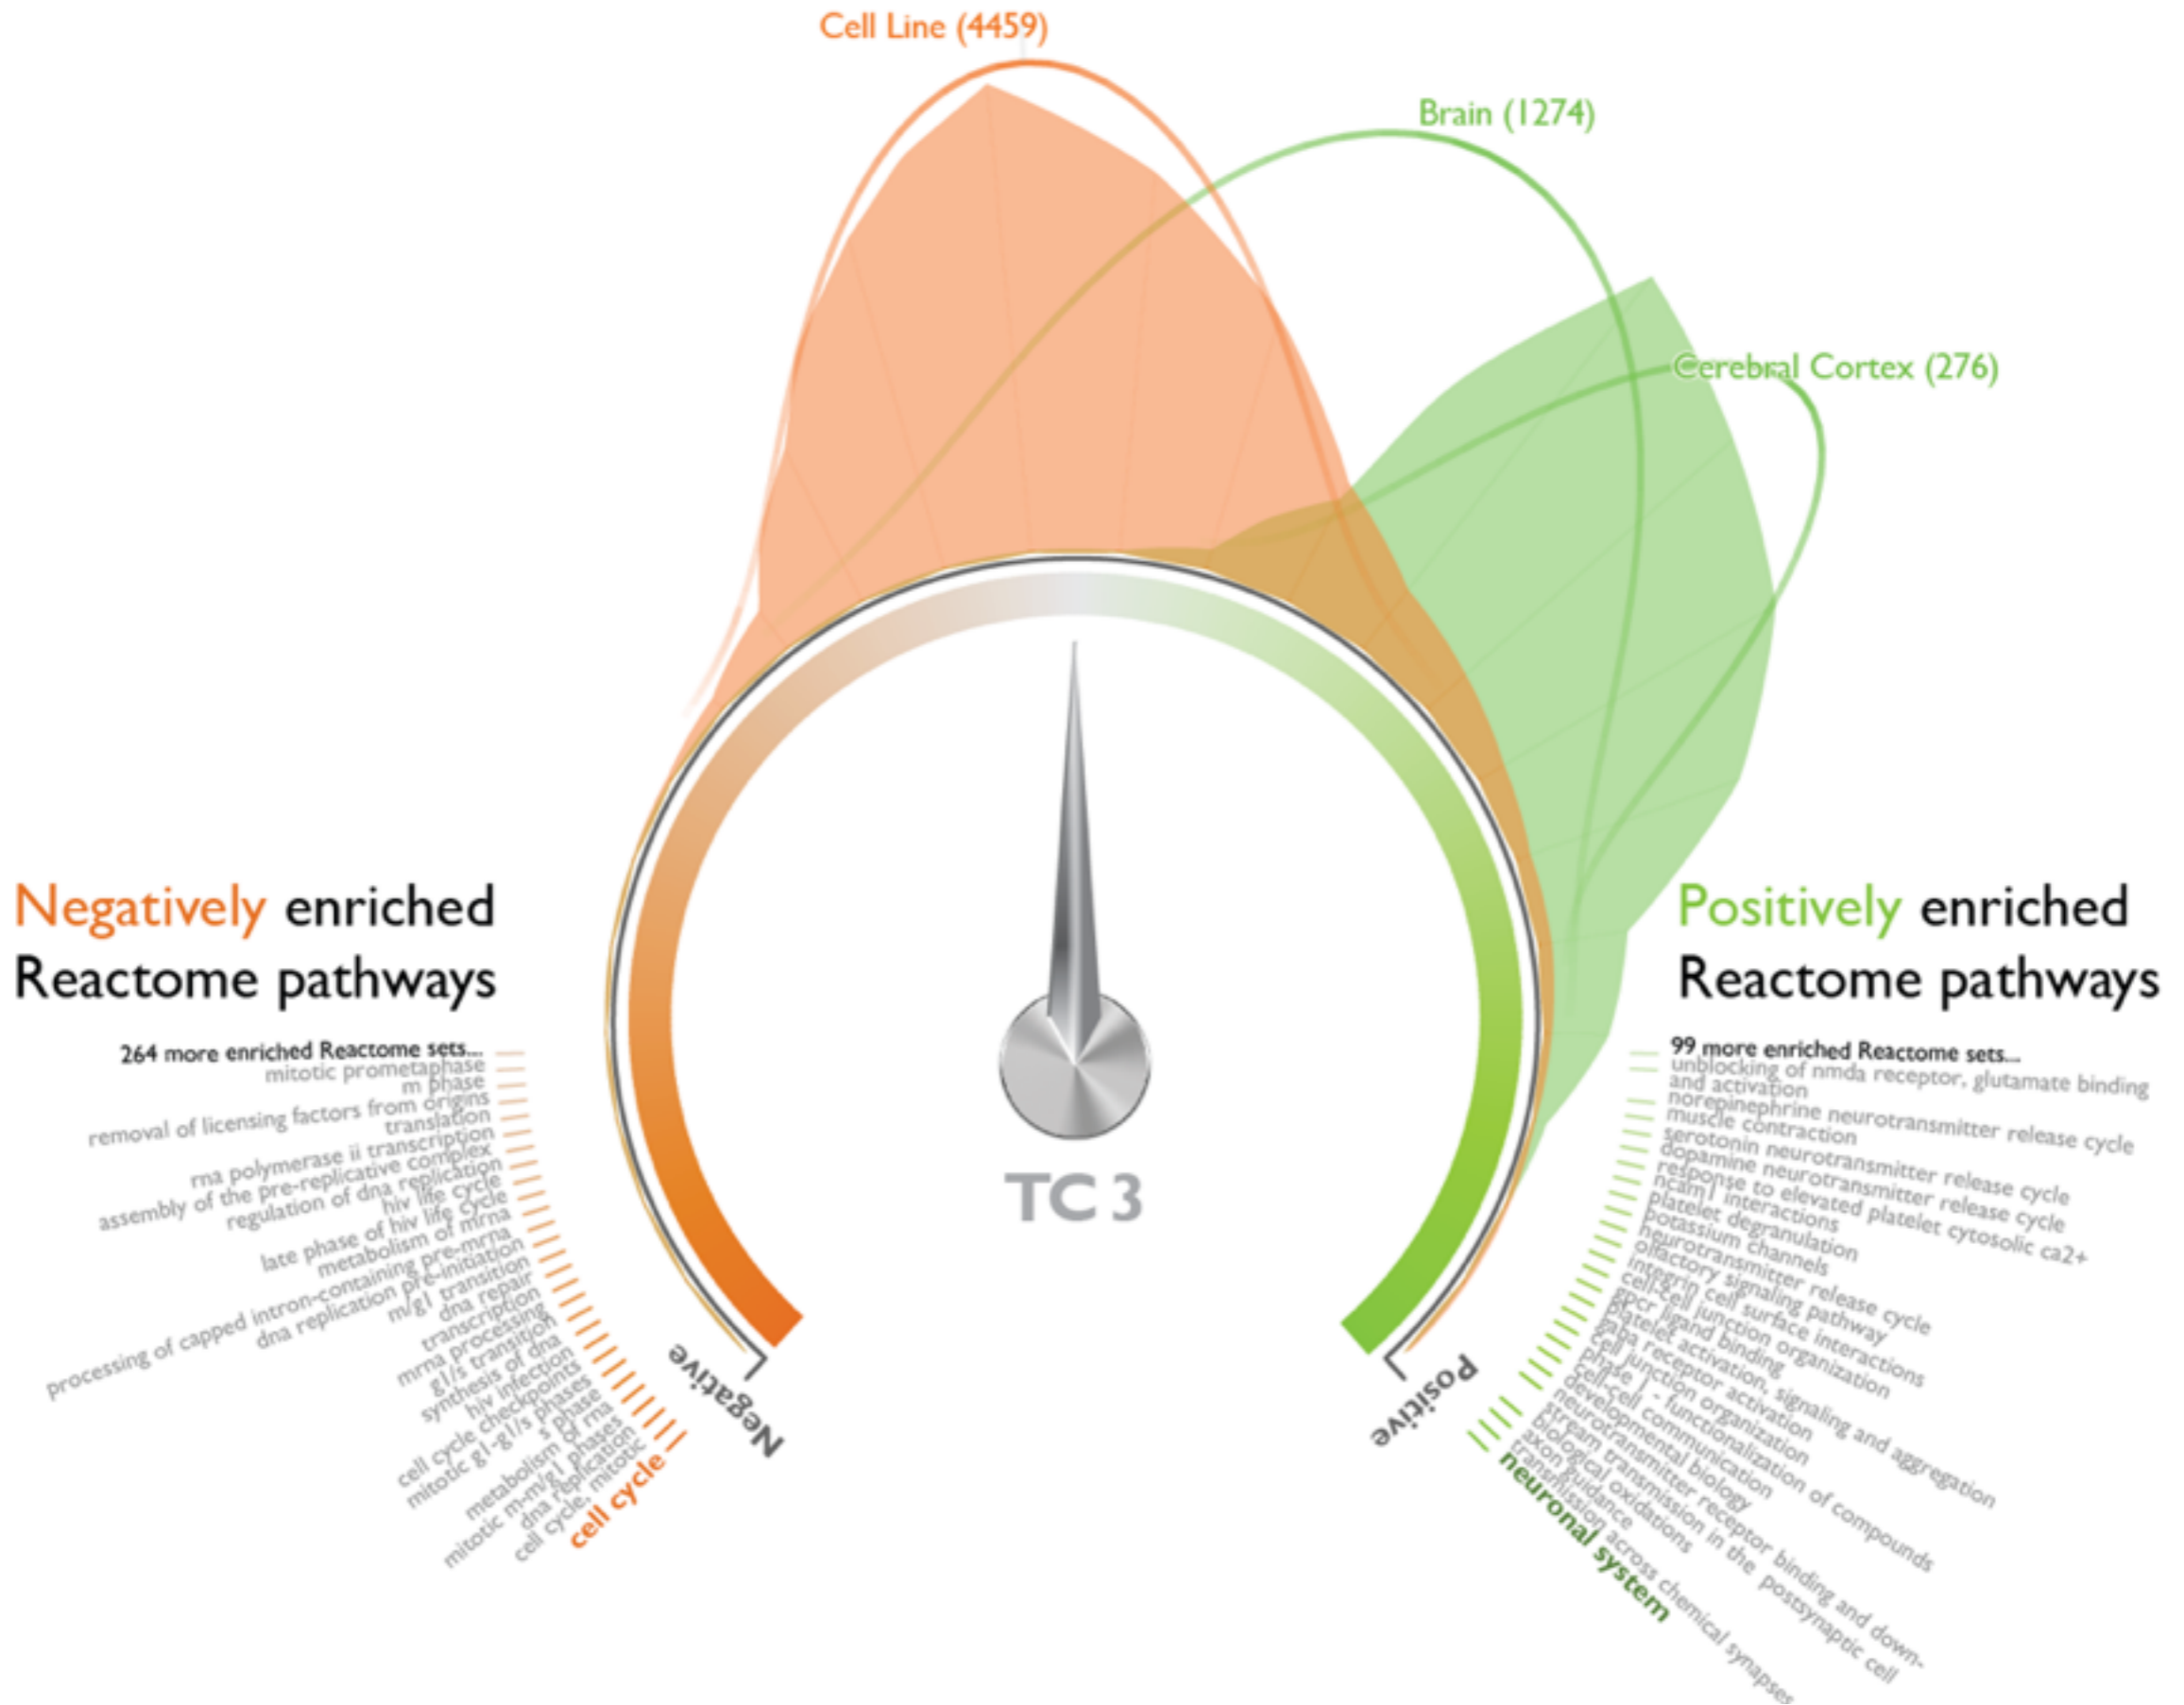 Cell Line (4459)
Brain (1274)
Cerebral Cortex (276)
Negatively enriched
Reactome pathways
264 more enriched Reactome sets...
mitotic prometaphase
m phase
removal of licensing factors from origins
translation
rna polymerase ii transcription
assembly of the pre-replicative complex
regulation of dna replication
hiv life cycle
late phase of hiv life cycle
metabolism of mrna
processing of capped intron-containing pre-mrna
dna replication pre-initiation
m/g1 transition
dna repair
transcription
mrna processing
g1/s transition
synthesis of dna
hiv infection
cell cycle checkpoints
mitotic g1-g1/s phases
s phase
metabolism of rna
mitotic m-m/g1 phases
dna replication
cell cycle, mitotic
cell cycle
Negative
TC 3
Positive
Positively enriched
Reactome pathways
99 more enriched Reactome sets...
unblocking of nmda receptor, glutamate binding
and activation
norepinephrine neurotransmitter release cycle
muscle contraction
serotonin neurotransmitter release cycle
dopamine neurotransmitter release cycle
response to elevated platelet cytosolic ca2+
ncam1 interactions
platelet degranulation
potassium channels
neurotransmitter release cycle
olfactory signaling pathway
integrin cell surface interactions
cell-cell junction organization
gpcr ligand binding
platelet activation, signaling and aggregation
gaba receptor activation
cell junction organization
phase 1 - functionalization of compounds
cell-cell communication
developmental biology
neurotransmitter receptor binding and down-
stream transmission in the postsynaptic cell
biological oxidations
axon guidance
transmission across chemical synapses
neuronal system